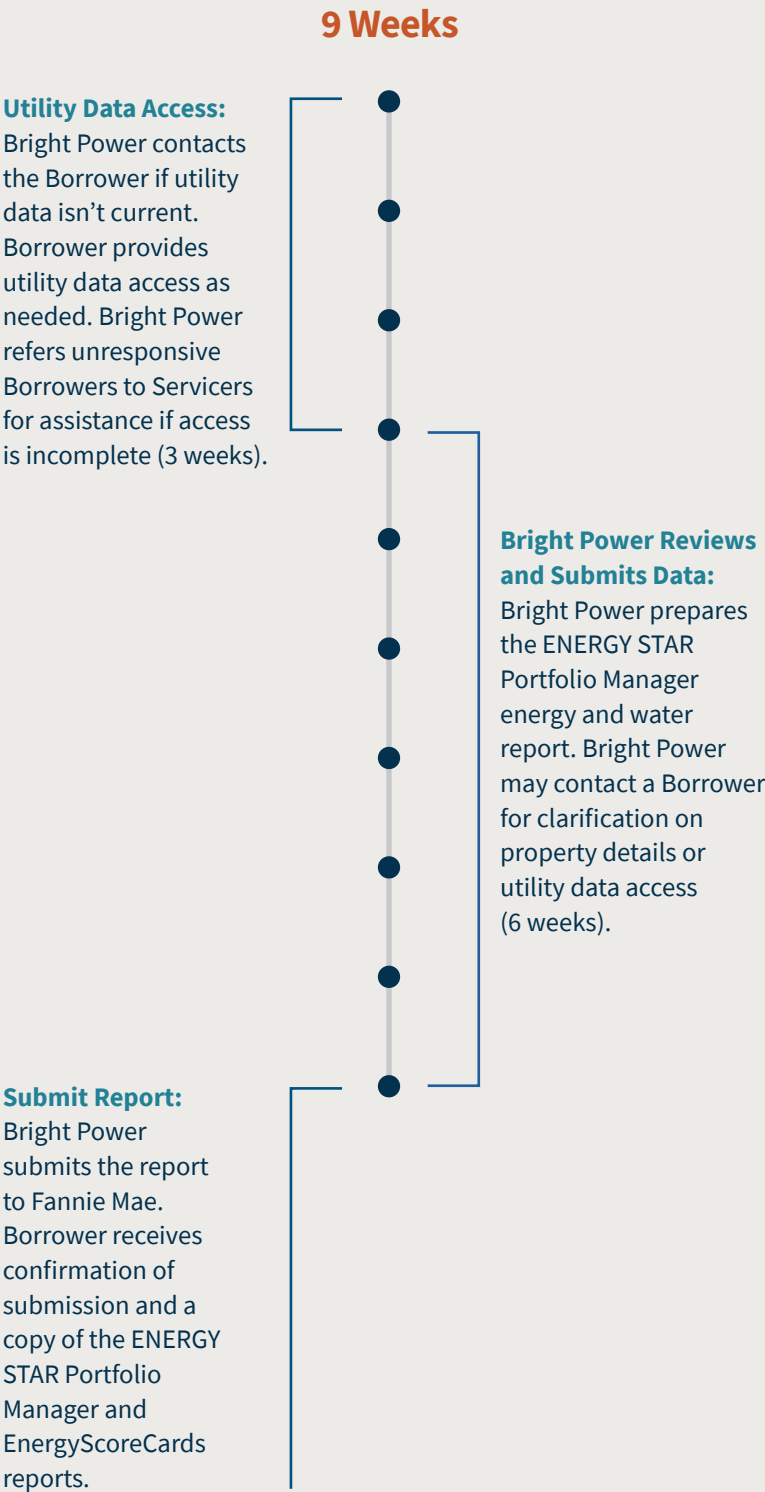 9 Weeks
Utility Data Access:
Bright Power contacts
the Borrower if utility
data isn’t current.
Borrower provides
utility data access as
needed. Bright Power
refers unresponsive
Borrowers to Servicers
for assistance if access
is incomplete (3 weeks).
Bright Power Reviews
and Submits Data:
Bright Power prepares
the ENERGY STAR
Portfolio Manager
energy and water
report. Bright Power
may contact a Borrower
for clarification on
property details or
utility data access
(6 weeks).
Submit Report:
Bright Power
submits the report
to Fannie Mae.
Borrower receives
confirmation of
submission and a
copy of the ENERGY
STAR Portfolio
Manager and
EnergyScoreCards
reports.